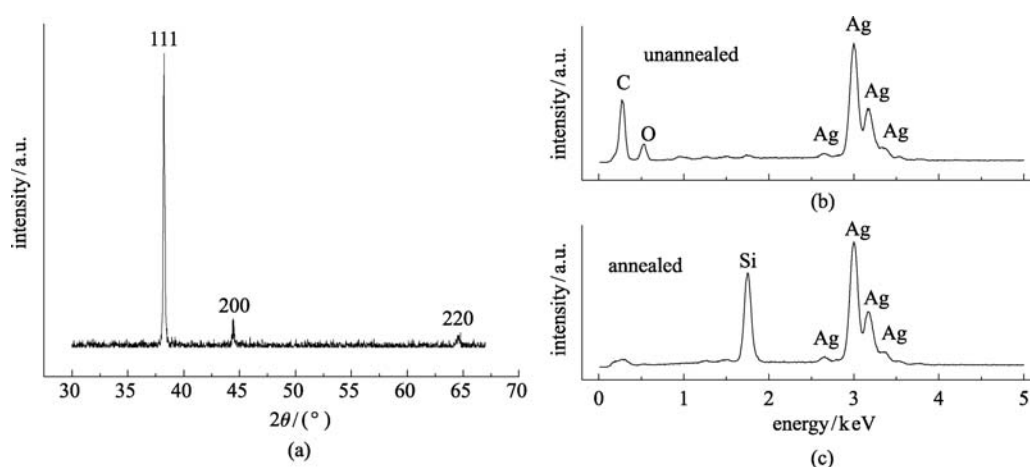 111
200
220
intensity/a.u.
30 35 40 45 50 55 60 65 70
2θ/(°)
(a)
unannealed
C
O
Ag
Ag
Ag
Ag
intensity/a.u.
(b)
annealed
Si
Ag
Ag
Ag
Ag
intensity/a.u.
0 1 2 3 4 5
energy/keV
(c)